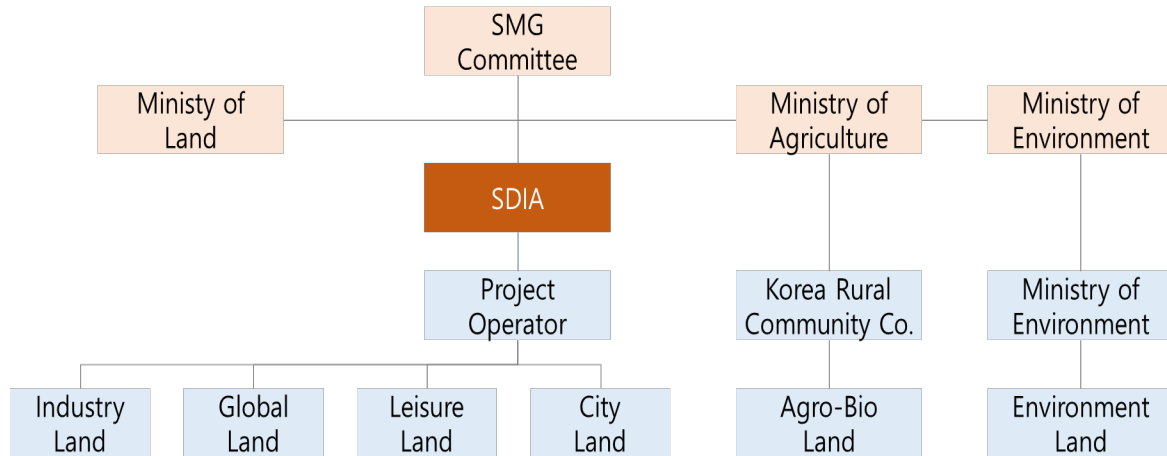 SMG
Committee
Ministy of
Land
Ministry of
Agriculture
Ministry of
Environment
SDIA
Project
Operator
Korea Rural
Community Co.
Ministry of
Environment
Industry
Land
Global
Land
Leisure
Land
City
Land
Agro-Bio
Land
Environment
Land